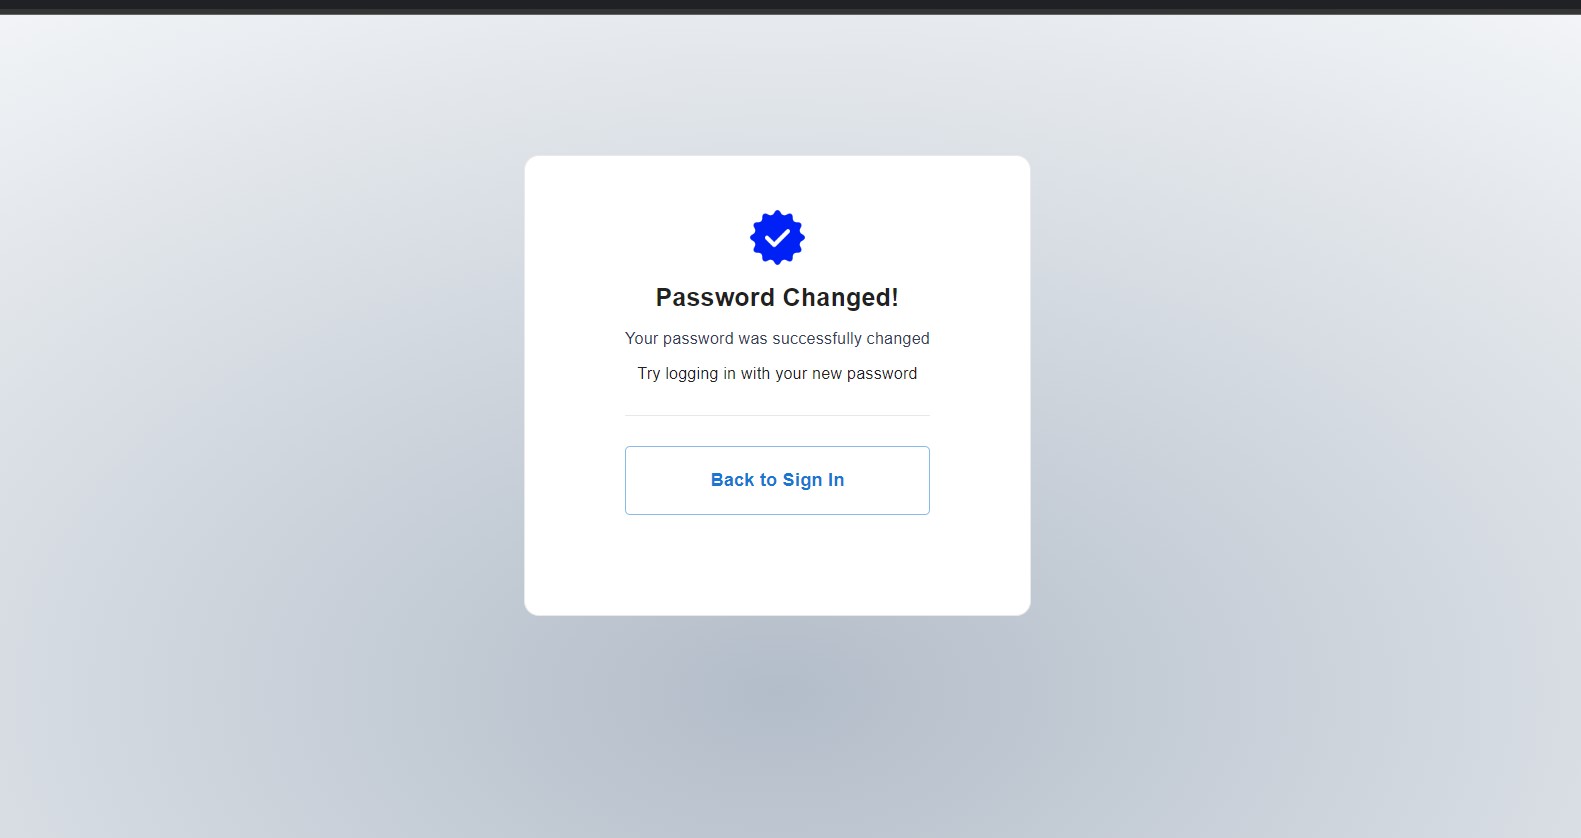 Password Changed!
Your password was successfully changed
Try logging in with your new password
Back to Sign In